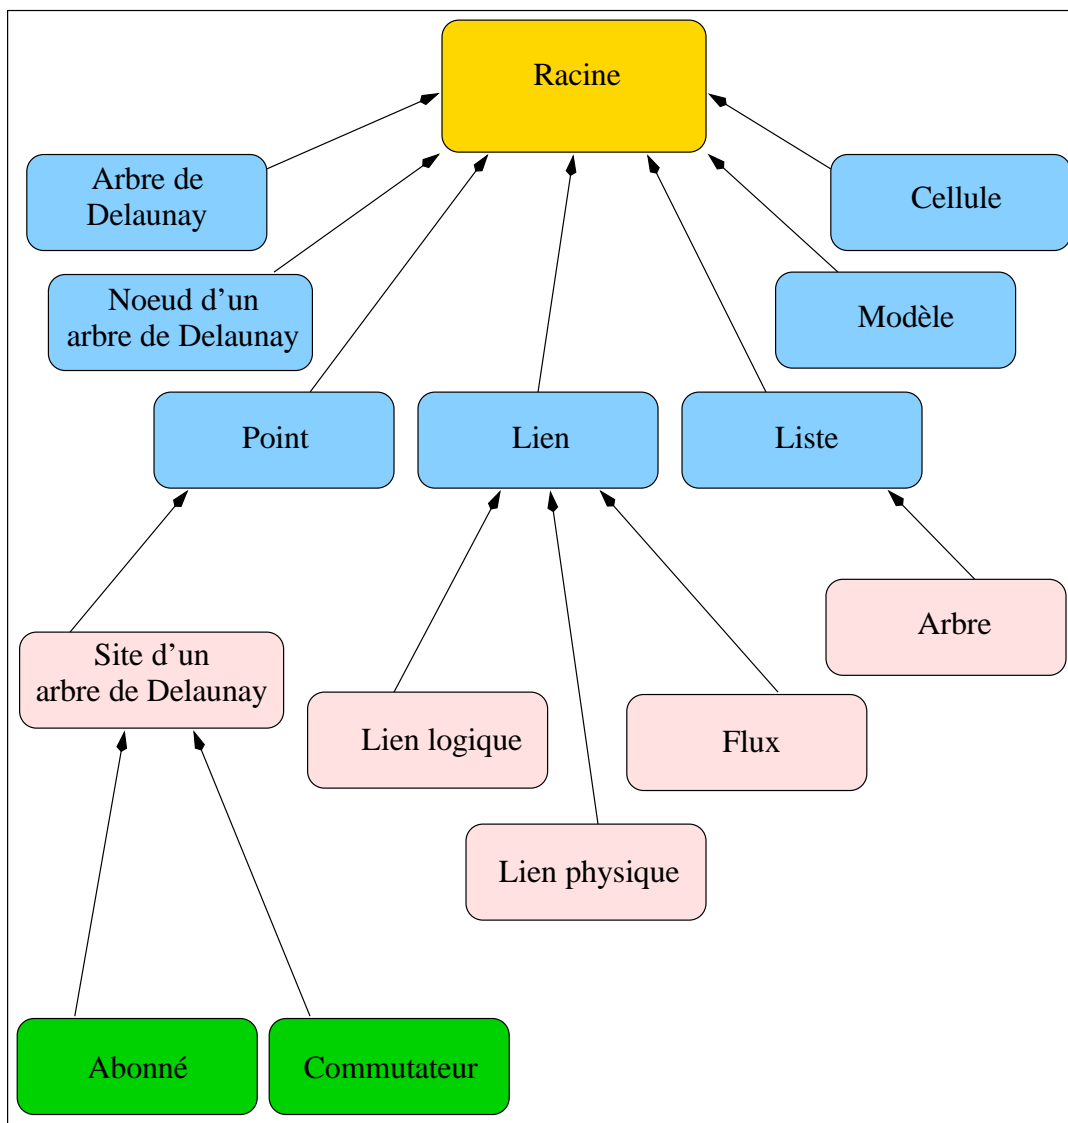 Racine
Arbre de
Delaunay
Cellule
Noeud d’un
arbre de Delaunay
Modèle
Point
Lien
Liste
Arbre
Site d’un
arbre de Delaunay
Lien logique
Flux
Lien physique
Abonné
Commutateur